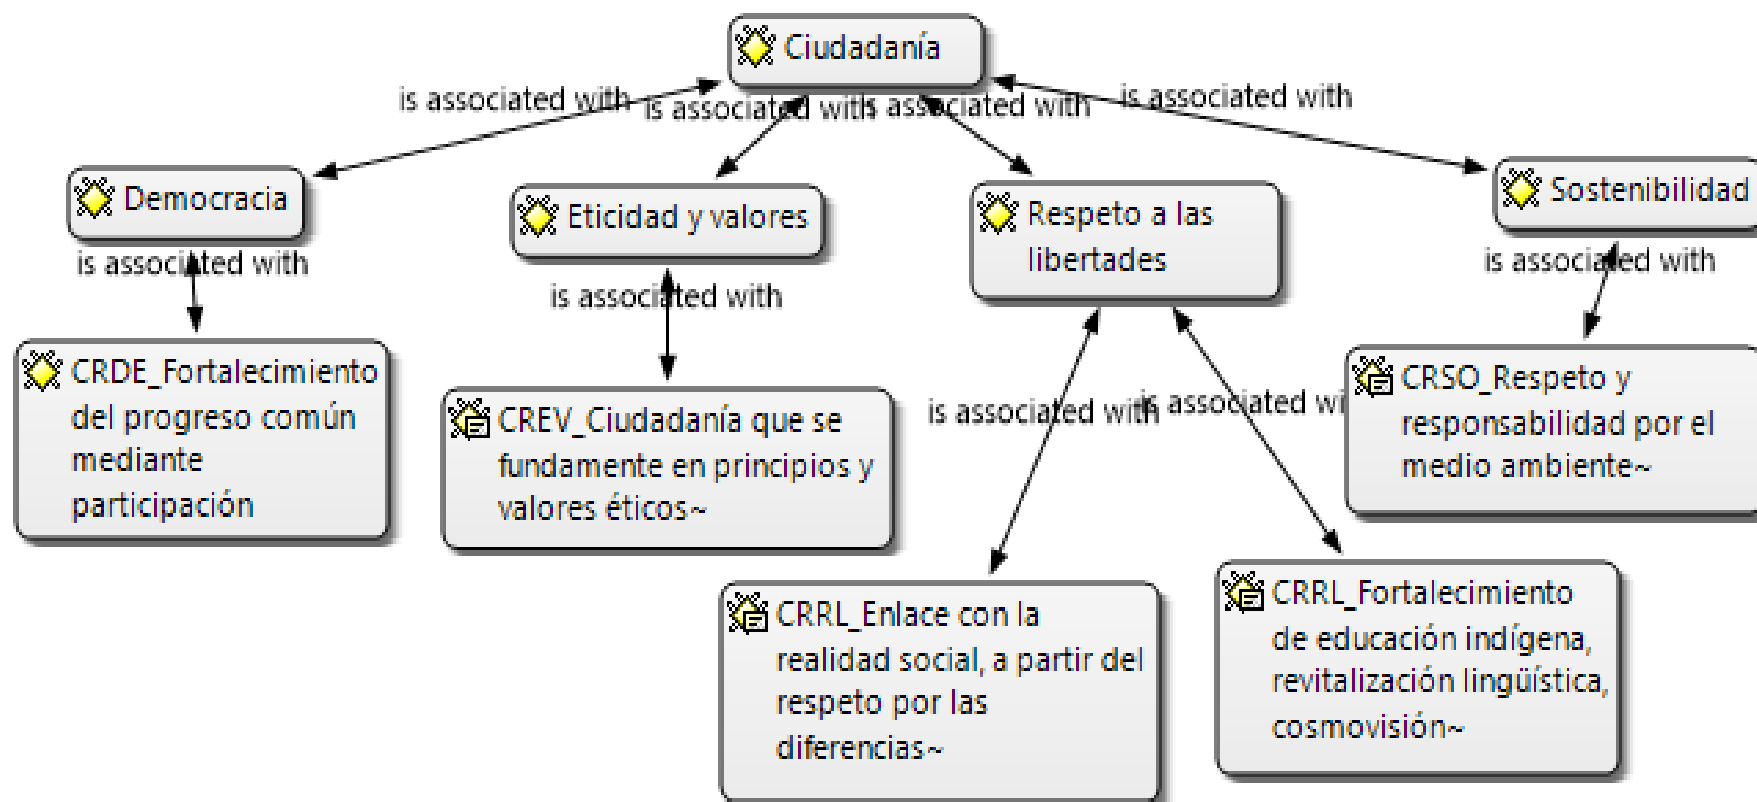 Ciudadanía
is associated with
is associated with
is associated with
is associated with
Democracia
Eticidad y valores
Respeto a las
libertades
Sostenibilidad
is associated with
is associated with
is associated with
is associated with
is associated wi
CRDE_Fortalecimiento
del progreso común
mediante
participación
CREV_Ciudadanía que se
fundamente en principios y
valores éticos~
CRSO_Respeto y
responsabilidad por el
medio ambiente~
CRRL_Enlace con la
realidad social, a partir del
respeto por las
diferencias~
CRRL_Fortalecimiento
de educación indígena,
revitalización lingüística,
cosmovisión~